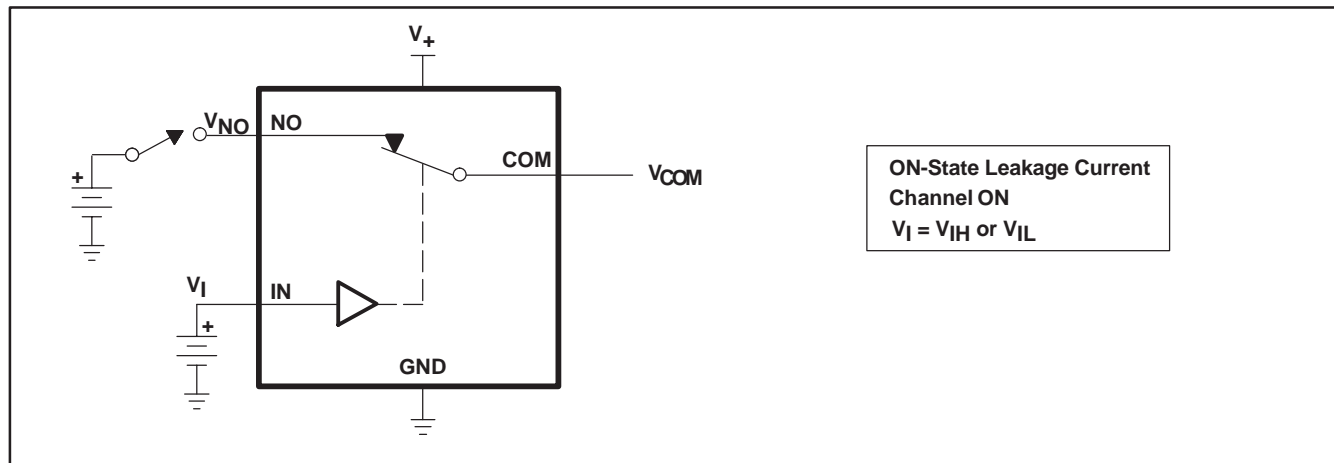 V+
VNO NO
COM
VCOM
+
VI IN
+
GND
ON-State Leakage Current
Channel ON
VI = VIH or VIL